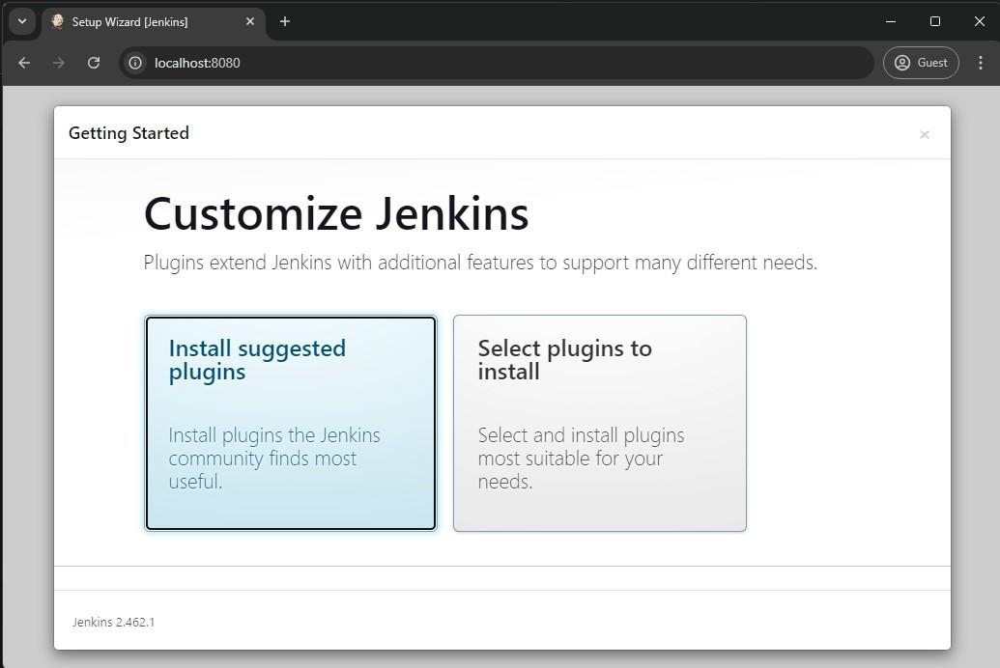 Setup Wizard [Jenkins]
localhost:8080
Guest
Getting Started
Customize Jenkins
Plugins extend Jenkins with additional features to support many different needs.
Install suggested
plugins
Install plugins the Jenkins
community finds most
useful.
Select plugins to
install
Select and install plugins
most suitable for your
needs.
Jenkins 2.462.1